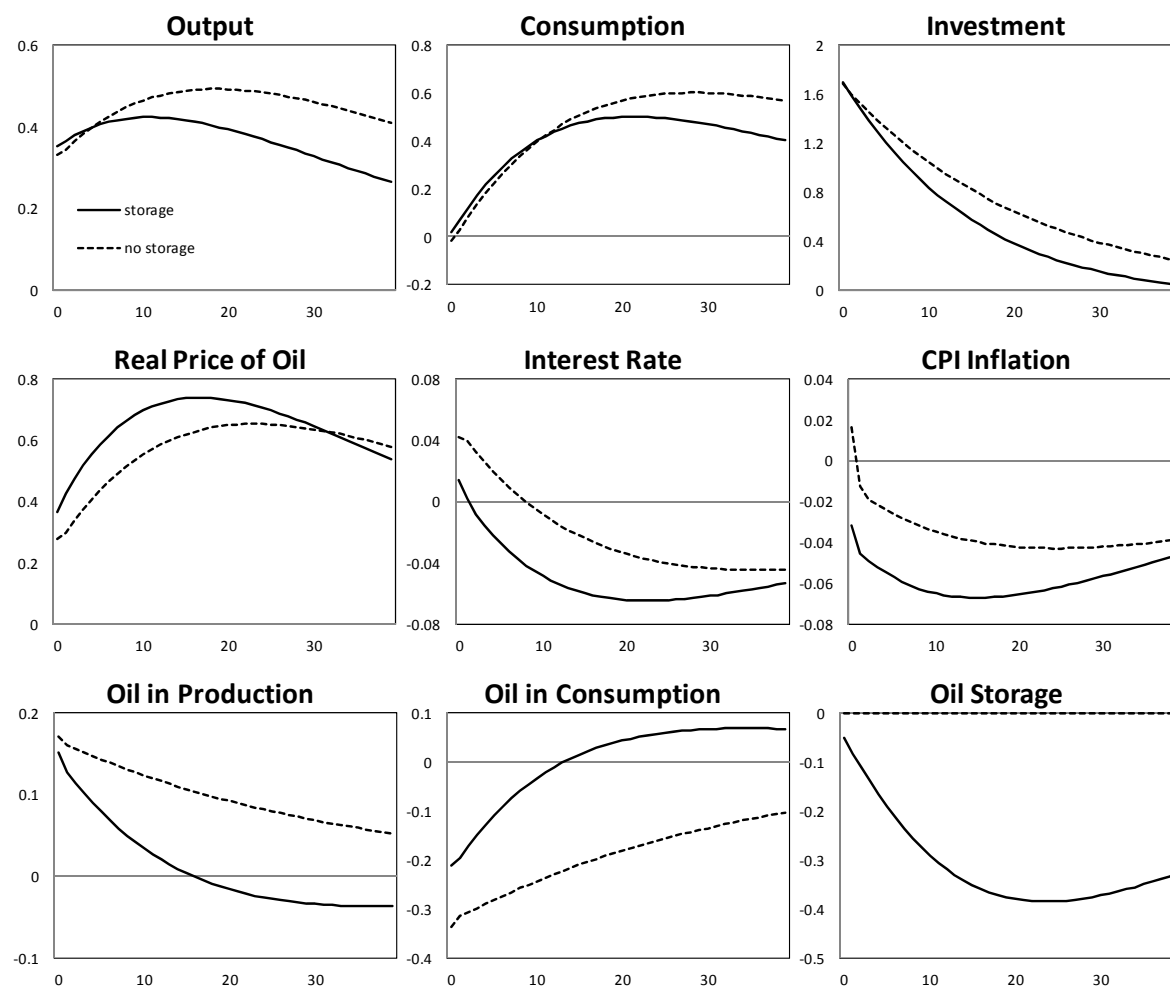 Output
0.6
0.4
0.2
0
storage
no storage
0 10 20 30
Consumption
0.8
0.6
0.4
0.2
0
-0.2
0 10 20 30
Investment
2
1.6
1.2
0.8
0.4
0
0 10 20 30
Real Price of Oil
0.8
0.6
0.4
0.2
0
0 10 20 30
Interest Rate
0.08
0.04
0
-0.04
-0.08
0 10 20 30
CPI Inflation
0.04
0.02
0
-0.02
-0.04
-0.06
-0.08
0 10 20 30
Oil in Production
0.2
0.1
0
-0.1
0 10 20 30
Oil in Consumption
0.1
0
-0.1
-0.2
-0.3
-0.4
0 10 20 30
Oil Storage
0
-0.1
-0.2
-0.3
-0.4
-0.5
0 10 20 30